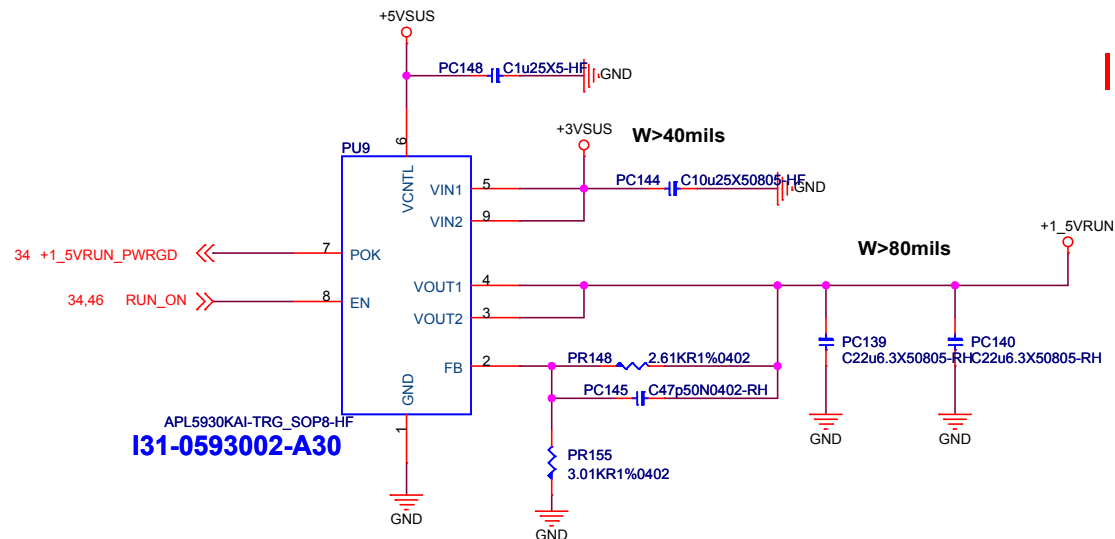 +5VSUS
PC148 C1u25X5-HF
GND
+3VSUS
W>40mils
PU9
6
VCNTL
VIN1 5
PC144 C10u25X50805-HF
GND
VIN2 9
+1_5VRUN
W>80mils
34 +1_5VRUN_PWRGD
7 POK
34,46 RUN_ON
8 EN
VOUT1 4
VOUT2 3
PC139
C22u6.3X50805-RH
PC140
C22u6.3X50805-RH
FB 2
PR148 2.61KR1%0402
PC145 C47p50N0402-RH
GND
1
APL5930KAI-TRG_SOP8-HF
I31-0593002-A30
PR155
3.01KR1%0402
GND
GND
GND
GND